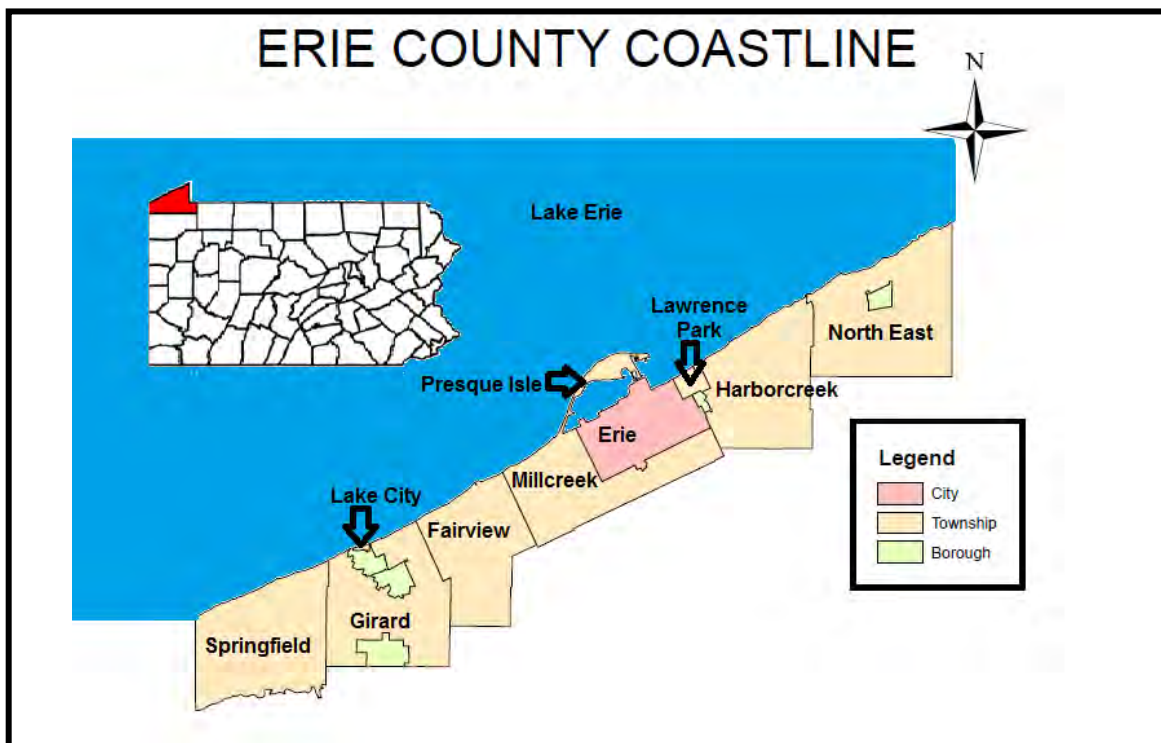 ERIE COUNTY COASTLINE
N
Lake Erie
Lawrence
Park
North East
Presque Isle
Harborcreek
Erie
Millcreek
Lake City
Fairview
Girard
Springfield
Legend
City
Township
Borough